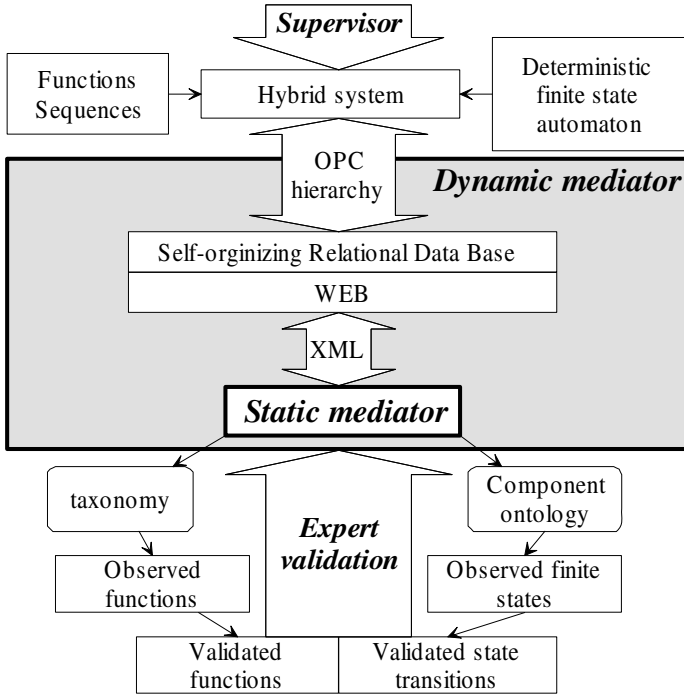 Supervisor
Functions
Sequences
Hybrid system
Deterministic
finite state
automaton
OPC
hierarchy
Dynamic mediator
Self-orginizing Relational Data Base
WEB
XML
Static mediator
taxonomy
Component
ontology
Expert
validation
Observed
functions
Observed finite
states
Validated
functions
Validated state
transitions